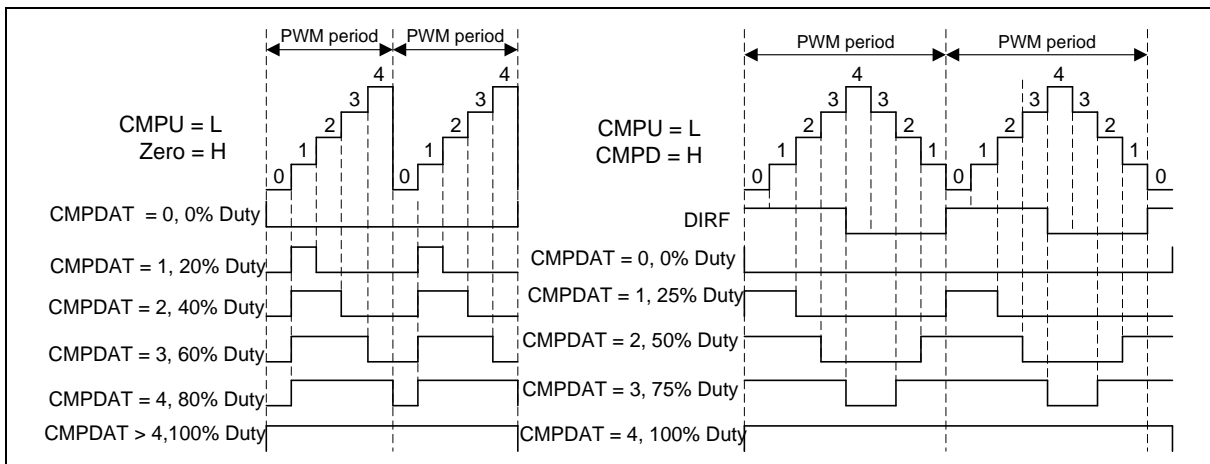 PWM period
PWM period
4
4
3
3
CMPU = L
2
2
Zero = H
1
1
0
0
CMPDAT = 0, 0% Duty
CMPDAT = 1, 20% Duty
CMPDAT = 2, 40% Duty
CMPDAT = 3, 60% Duty
CMPDAT = 4, 80% Duty
CMPDAT > 4,100% Duty
PWM period
PWM period
4
4
3
3
3
3
CMPU = L
2
2
2
2
CMPD = H
1
1
1
1
0
0
0
DIRF
CMPDAT = 0, 0% Duty
CMPDAT = 1, 25% Duty
CMPDAT = 2, 50% Duty
CMPDAT = 3, 75% Duty
CMPDAT = 4, 100% Duty